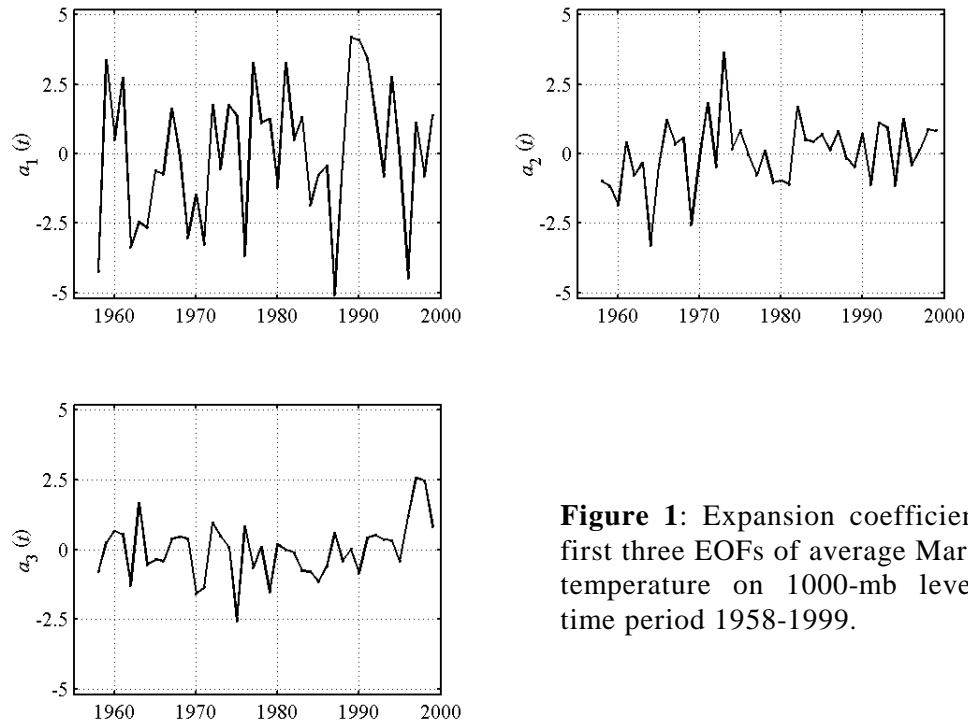 5
2.5
0
-2.5
-5
a1 (t)
1960 1970 1980 1990 2000
5
2.5
0
-2.5
-5
a2 (t)
1960 1970 1980 1990 2000
5
2.5
0
-2.5
-5
a3 (t)
1960 1970 1980 1990 2000
Figure 1: Expansion coefficien
first three EOFs of average Mar
temperature on 1000-mb leve
time period 1958-1999.